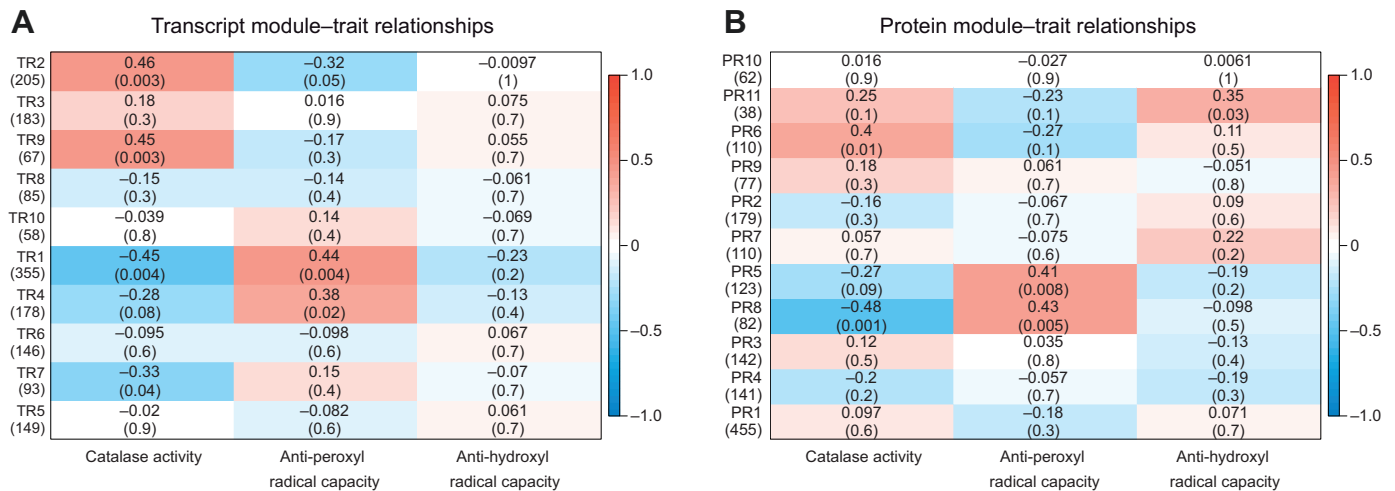 A
Transcript module–trait relationships
TR2 0.46 –0.32 –0.0097
(205) (0.003) (0.05) (1)
TR3 0.18 0.016 0.075
(183) (0.3) (0.9) (0.7)
TR9 0.45 –0.17 0.055
(67) (0.003) (0.3) (0.7)
TR8 –0.15 –0.14 –0.061
(85) (0.3) (0.4) (0.7)
TR10 –0.039 0.14 –0.069
(58) (0.8) (0.4) (0.7)
TR1 –0.45 0.44 –0.23
(355) (0.004) (0.004) (0.2)
TR4 –0.28 0.38 –0.13
(178) (0.08) (0.02) (0.4)
TR6 –0.095 –0.098 0.067
(146) (0.6) (0.6) (0.7)
TR7 –0.33 0.15 –0.07
(93) (0.04) (0.4) (0.7)
TR5 –0.02 –0.082 0.061
(149) (0.9) (0.6) (0.7)
Catalase activity Anti-peroxyl Anti-hydroxyl
radical capacity radical capacity
1.0
0.5
0
–0.5
–1.0
B
Protein module–trait relationships
PR10 0.016 –0.027 0.0061
(62) (0.9) (0.9) (1)
PR11 0.25 –0.23 0.35
(38) (0.1) (0.1) (0.03)
PR6 0.4 –0.27 0.11
(110) (0.01) (0.1) (0.5)
PR9 0.18 0.061 –0.051
(77) (0.3) (0.7) (0.8)
PR2 –0.16 –0.067 0.09
(179) (0.3) (0.7) (0.6)
PR7 0.057 –0.075 0.22
(110) (0.7) (0.6) (0.2)
PR5 –0.27 0.41 –0.19
(123) (0.09) (0.008) (0.2)
PR8 –0.48 0.43 –0.098
(82) (0.001) (0.005) (0.5)
PR3 0.12 0.035 –0.13
(142) (0.5) (0.8) (0.4)
PR4 –0.2 –0.057 –0.19
(141) (0.2) (0.7) (0.3)
PR1 0.097 –0.18 0.071
(455) (0.6) (0.3) (0.7)
Catalase activity Anti-peroxyl Anti-hydroxyl
radical capacity radical capacity
1.0
0.5
0
–0.5
–1.0